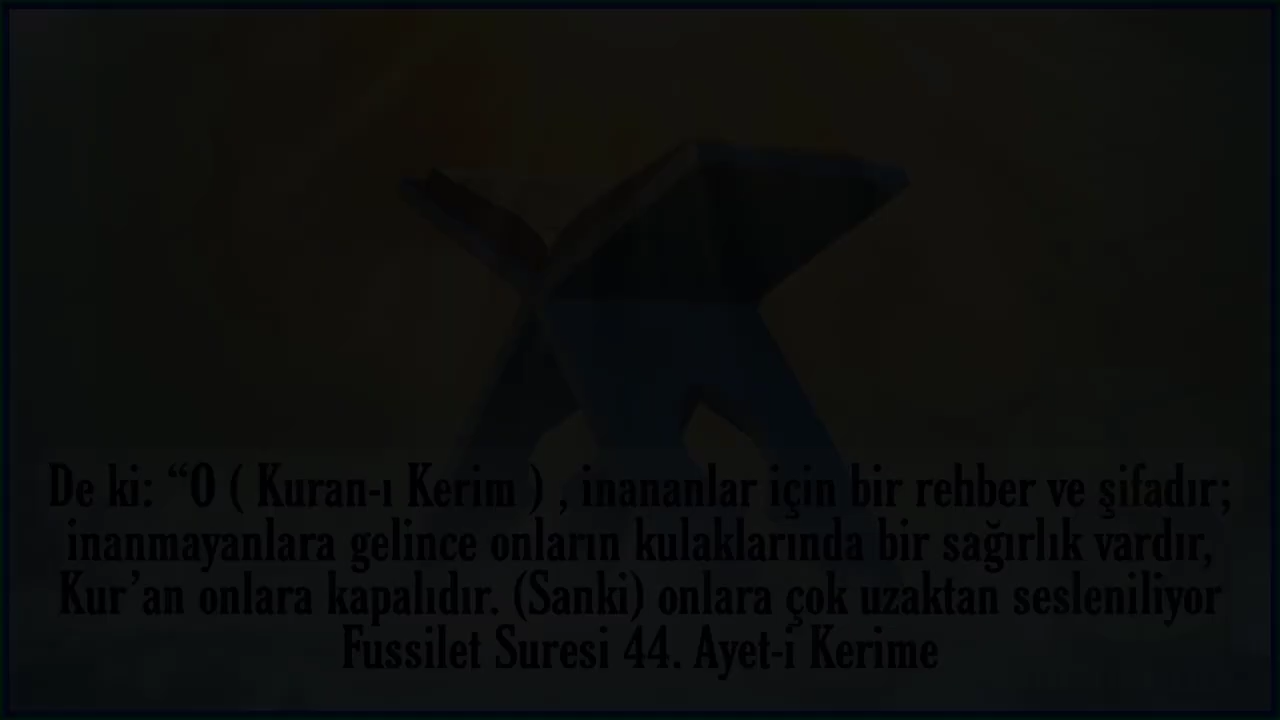 De ki: “O ( Kuran-ı Kerim ) , inananlar için bir rehber ve şifadır;
inanmayanlara gelince onların kulaklarında bir sağırlık vardır,
Kur’an onlara kapalıdır. (Sanki) onlara çok uzaktan sesleniliyor
Fussilet Suresi 44. Ayet-i Kerime